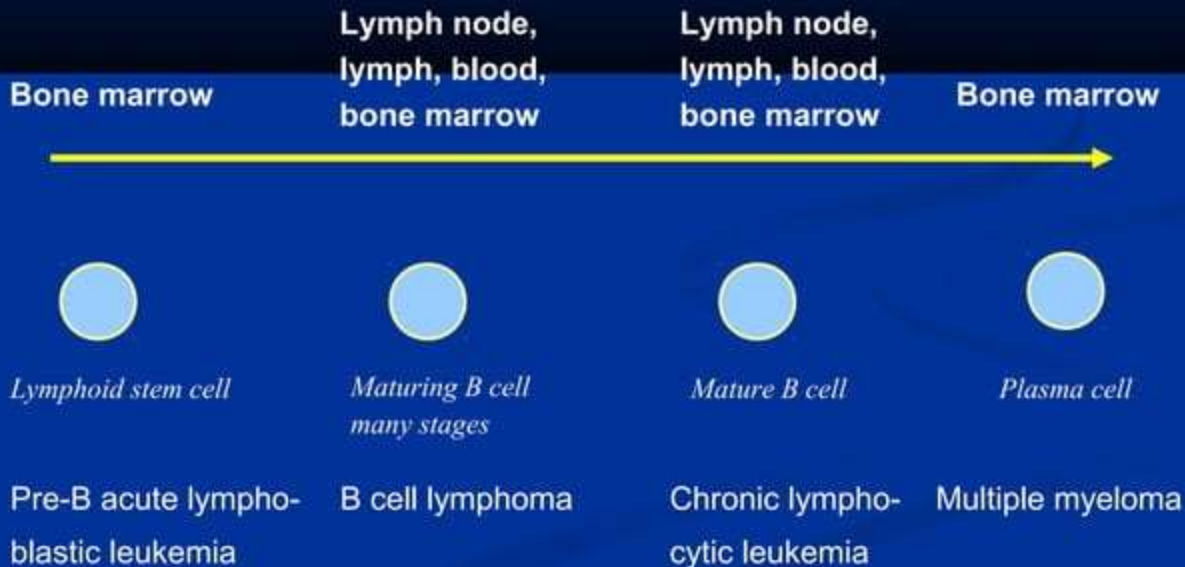 Bone marrow
Lymph node,
lymph, blood,
bone marrow
Lymph node,
lymph, blood,
bone marrow
Bone marrow
Lymphoid stem cell
Maturing B cell
many stages
Mature B cell
Plasma cell
Pre-B acute lympho-
blastic leukemia
B cell lymphoma
Chronic lympho-
cytic leukemia
Multiple myeloma